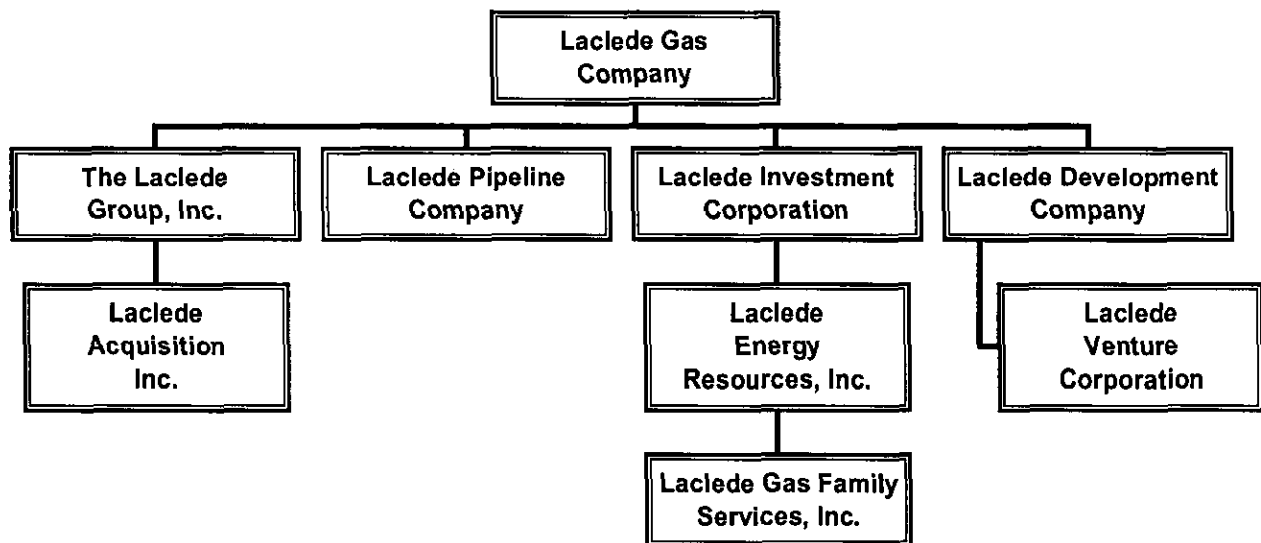 Laclede Gas
Company
The Laclede
Group, Inc.
Laclede Pipeline
Company
Laclede Investment
Corporation
Laclede Development
Company
Laclede
Acquisition
Inc.
Laclede
Energy
Resources, Inc.
Laclede
Venture
Corporation
Laclede Gas Family
Services, Inc.